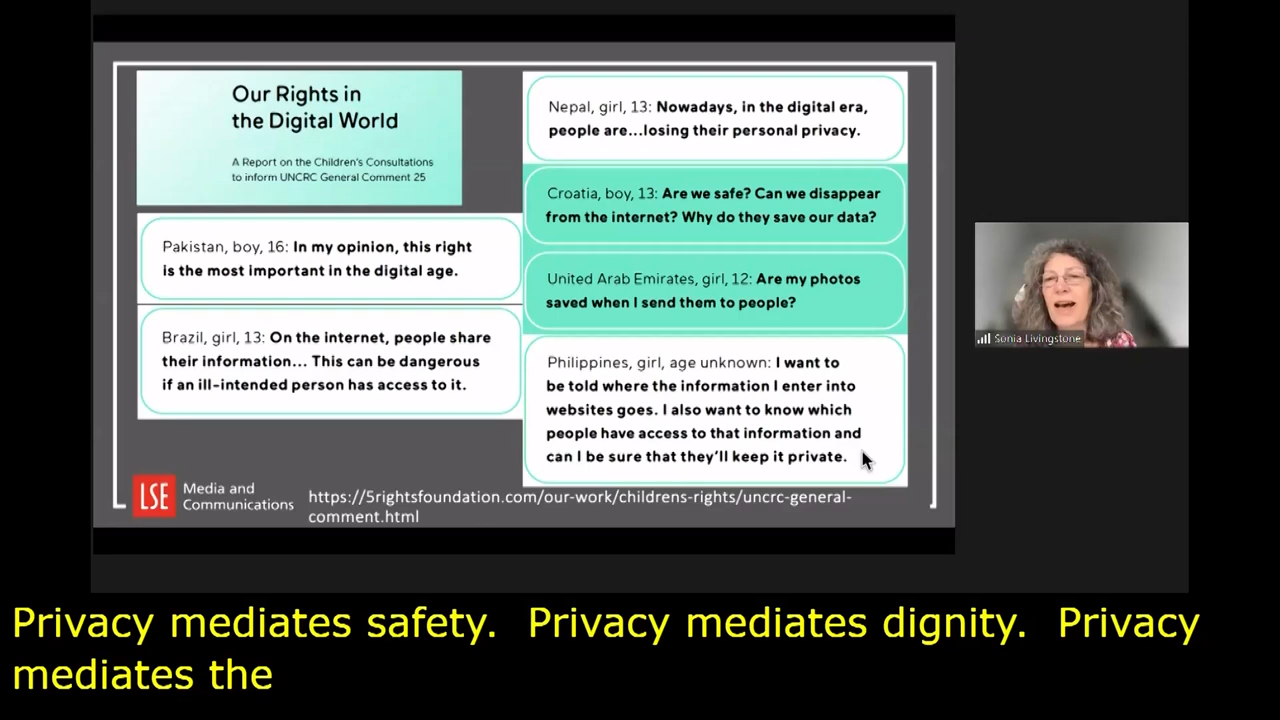 Our Rights in
the Digital World
A Report on the Children's Consultations
to inform UNCRC General Comment 25
Pakistan, boy, 16: In my opinion, this right
is the most important in the digital age.
Brazil, girl, 13: On the internet, people share
their information... This can be dangerous
if an ill-intended person has access to it.
Nepal, girl, 13: Nowadays, in the digital era,
people are...losing their personal privacy.
Croatia, boy, 13: Are we safe? Can we disappear
from the internet? Why do they save our data?
United Arab Emirates, girl, 12: Are my photos
saved when I send them to people?
Philippines, girl, age unknown: I want to
be told where the information I enter into
websites goes. I also want to know which
people have access to that information and
can I be sure that they'll keep it private.
LSE
Media and
Communications
https://5rightsfoundation.com/our-work/childrens-rights/uncrc-general-
comment.html
Sonia Livingstone
Privacy mediates safety.  Privacy mediates dignity.  Privacy
mediates the